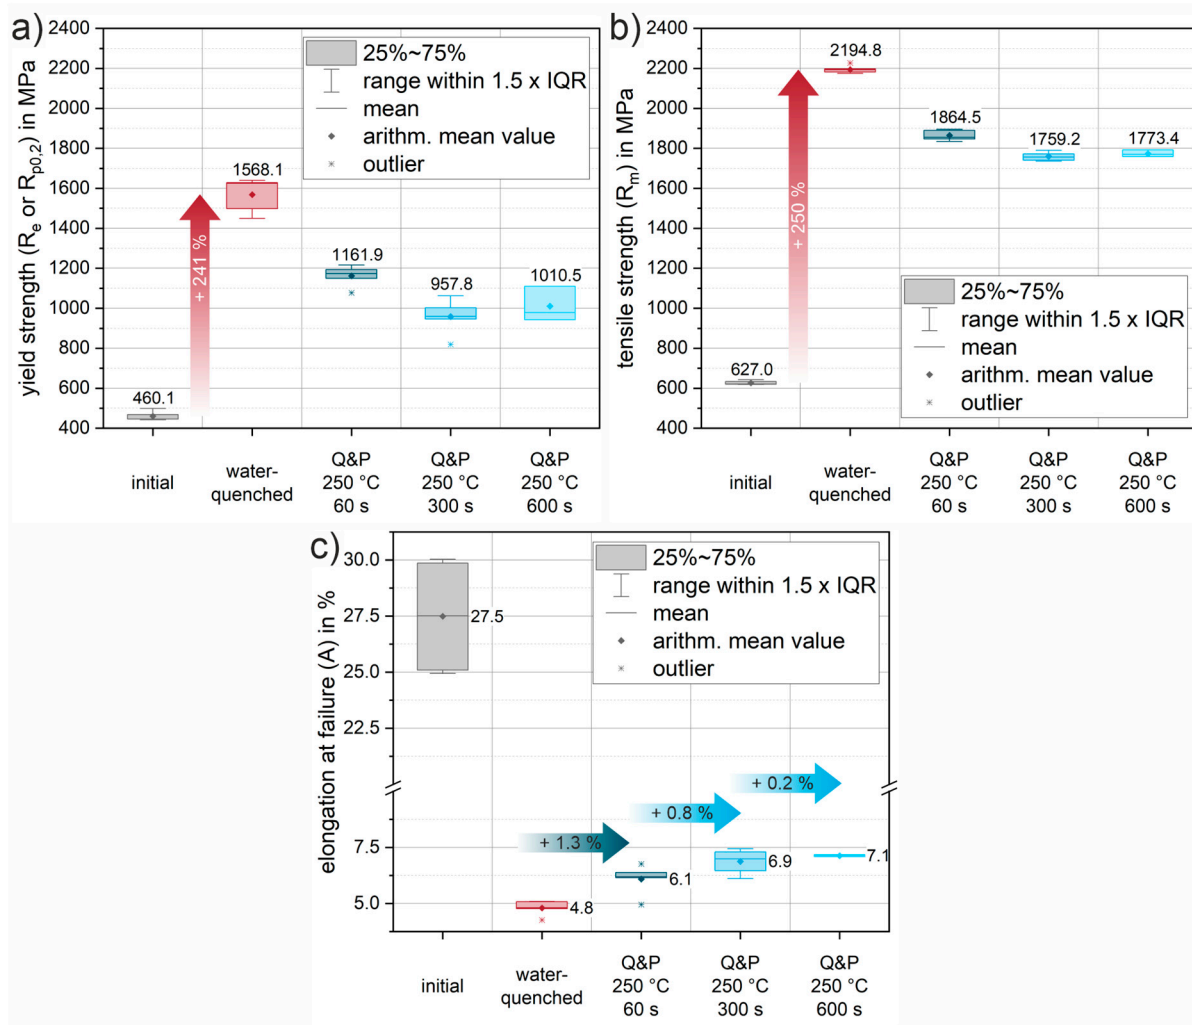 a)
yield strength (Re or Rp0,2) in MPa
2400
2200
2000
1800
1600
1400
1200
1000
800
600
400
25%~75%
range within 1.5 x IQR
mean
arithm. mean value
outlier
460.1
+ 241 %
1568.1
1161.9
957.8
1010.5
initial
water-
quenched
Q&P
250 °C
60 s
Q&P
250 °C
300 s
Q&P
250 °C
600 s
b)
tensile strength (Rm) in MPa
2400
2200
2000
1800
1600
1400
1200
1000
800
600
400
627.0
+ 250 %
2194.8
1864.5
1759.2
1773.4
25%~75%
range within 1.5 x IQR
mean
arithm. mean value
outlier
initial
water-
quenched
Q&P
250 °C
60 s
Q&P
250 °C
300 s
Q&P
250 °C
600 s
c)
elongation at failure (A) in %
30.0
27.5
25.0
22.5
7.5
5.0
25%~75%
range within 1.5 x IQR
mean
arithm. mean value
outlier
27.5
+ 0.2 %
+ 0.8 %
+ 1.3 %
4.8
6.1
6.9
7.1
initial
water-
quenched
Q&P
250 °C
60 s
Q&P
250 °C
300 s
Q&P
250 °C
600 s